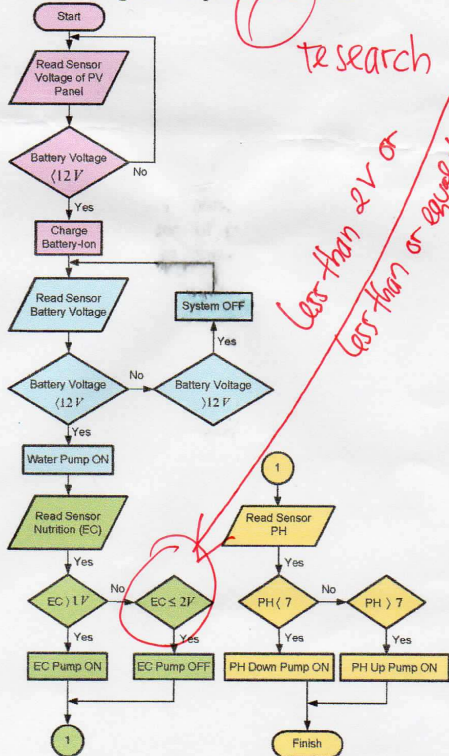 Start
Read Sensor
Voltage of PV
Panel
Battery Voltage
⟨12 V
No
Yes
Charge
Battery-Ion
Read Sensor
Battery Voltage
System OFF
Yes
Battery Voltage
⟨12 V
No
Battery Voltage
⟩12 V
Yes
Water Pump ON
Read Sensor
Nutrition (EC)
Yes
EC ⟩ 1V
No
EC ≤ 2V
Yes
Yes
EC Pump ON
EC Pump OFF
1
1
Read Sensor
PH
Yes
PH ⟨ 7
No
PH ⟩ 7
Yes
Yes
PH Down Pump ON
PH Up Pump ON
Finish
research
less than 2V or
less than or equal